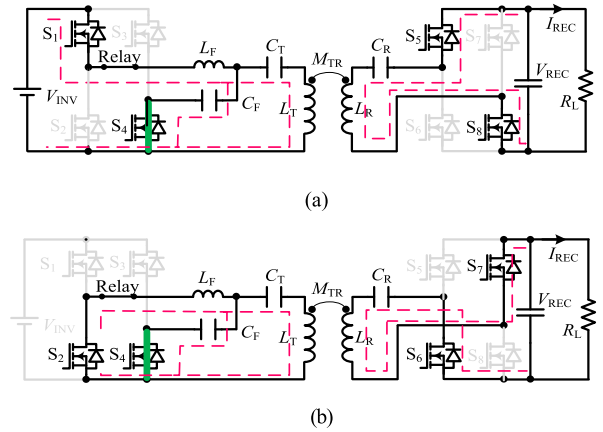 S1 S3 Relay LF CT MTR CR S5 S7 IREC
VINV CF LT LR VREC RL
S2 S4 S6 S8
(a)
S1 S3 Relay LF CT MTR CR S5 S7 IREC
VINV CF LT LR VREC RL
S2 S4 S6 S8
(b)